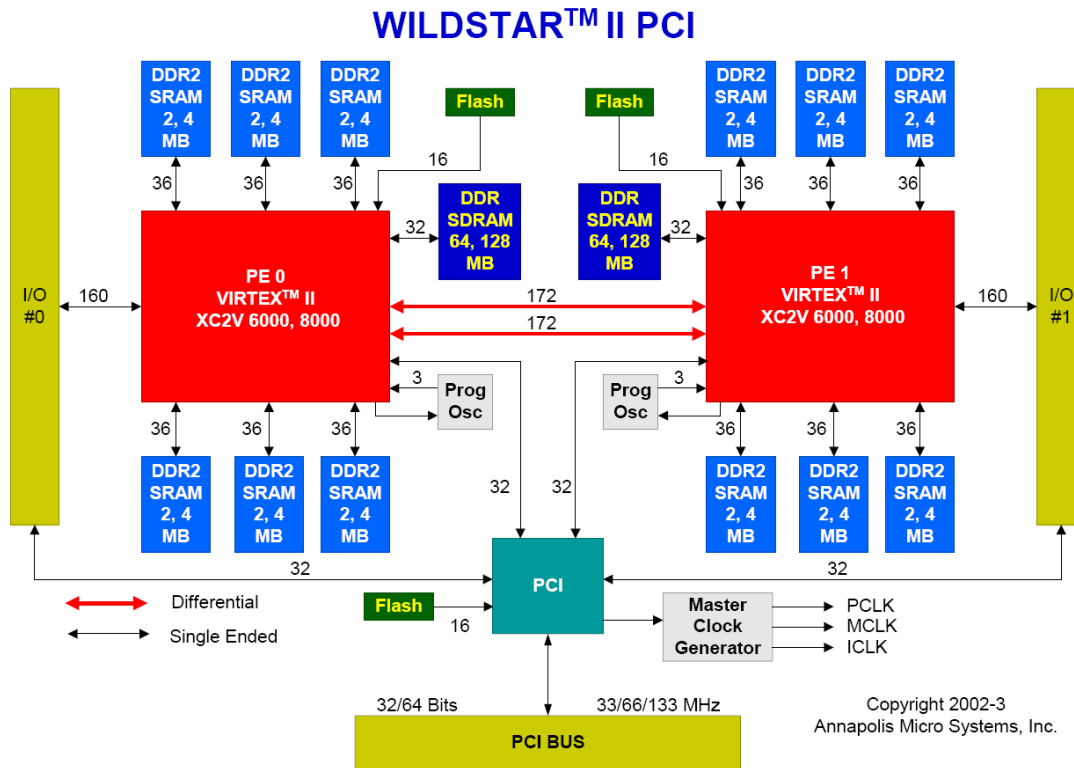 WILDSTAR™ II PCI
DDR2
SRAM
2, 4
MB
DDR2
SRAM
2, 4
MB
DDR2
SRAM
2, 4
MB
Flash
Flash
DDR2
SRAM
2, 4
MB
DDR2
SRAM
2, 4
MB
DDR2
SRAM
2, 4
MB
36
36
36
16
16
36
36
36
DDR
SDRAM
64, 128
MB
32
DDR
SDRAM
64, 128
MB
32
I/O
#0
160
PE 0
VIRTEX™ II
XC2V 6000, 8000
172
172
PE 1
VIRTEX™ II
XC2V 6000, 8000
160
I/O
#1
3
Prog
Osc
Prog
Osc
3
36
36
36
36
36
36
DDR2
SRAM
2, 4
MB
DDR2
SRAM
2, 4
MB
DDR2
SRAM
2, 4
MB
32
32
DDR2
SRAM
2, 4
MB
DDR2
SRAM
2, 4
MB
DDR2
SRAM
2, 4
MB
32
PCI
32
Differential
Single Ended
Flash
16
Master
Clock
Generator
PCLK
MCLK
ICLK
32/64 Bits
33/66/133 MHz
PCI BUS
Copyright 2002-3
Annapolis Micro Systems, Inc.